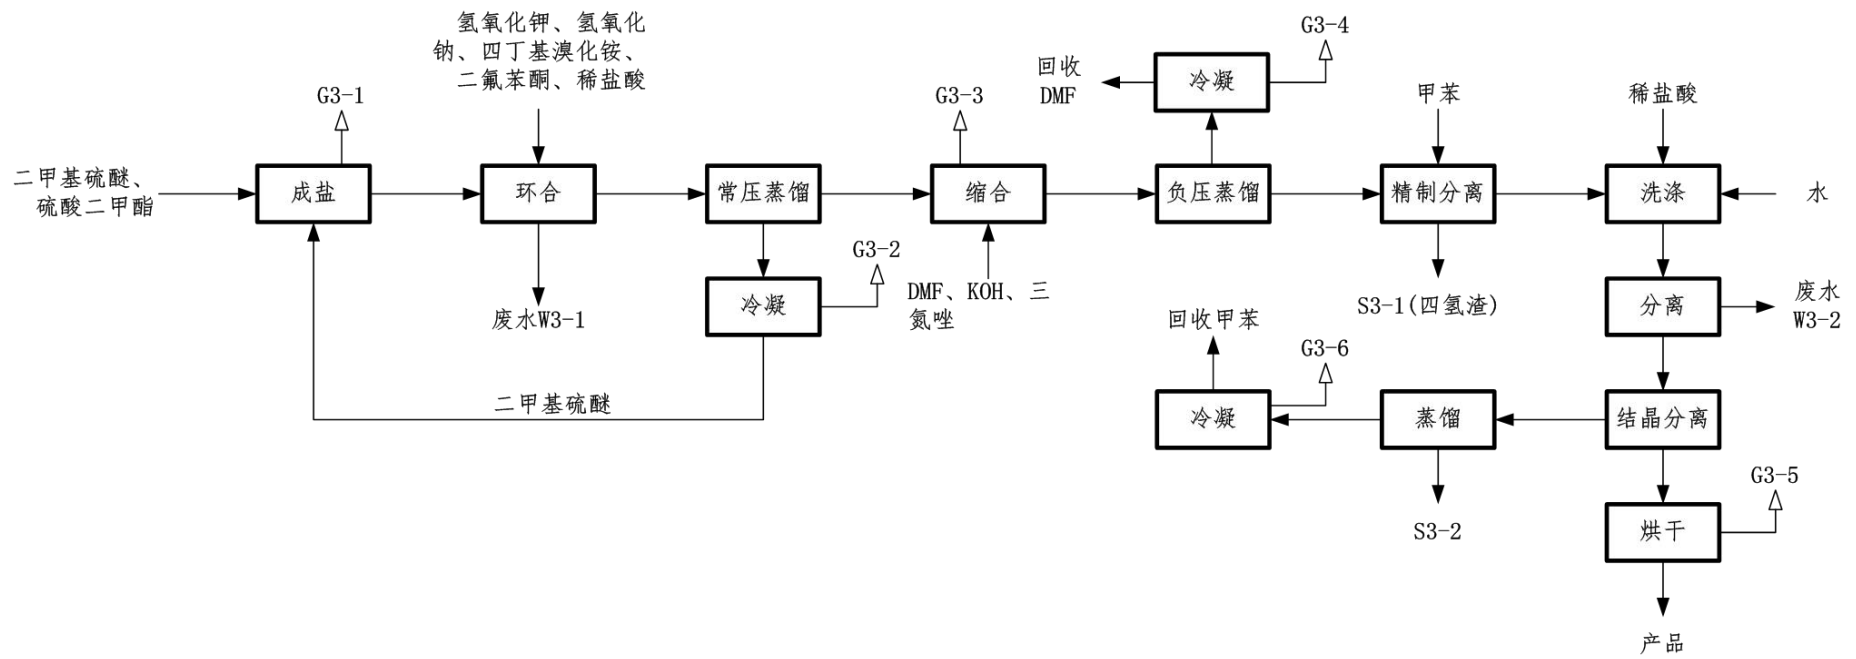 氢氧化钾、氢氧化
钠、四丁基溴化铵、
二氟苯酮、稀盐酸
G3-1
G3-3
回收
DMF
冷凝
G3-4
甲苯
稀盐酸
二甲基硫醚、
硫酸二甲酯
成盐
环合
常压蒸馏
缩合
负压蒸馏
精制分离
洗涤
水
废水W3-1
冷凝
G3-2
DMF、KOH、三
氮唑
S3-1(四氢渣)
分离
废水
W3-2
二甲基硫醚
回收甲苯
G3-6
冷凝
蒸馏
结晶分离
S3-2
G3-5
烘干
产品